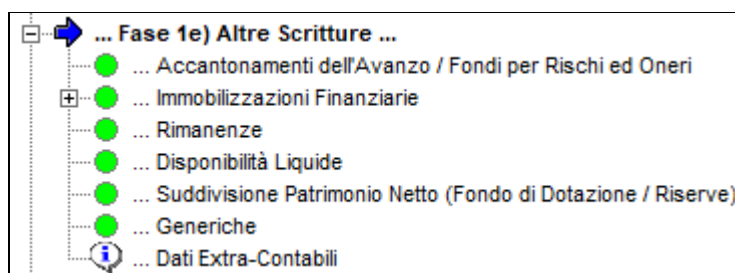 ... Fase 1e) Altre Scritture ...
... Accantonamenti dell'Avanzo / Fondi per Rischi ed Oneri
... Immobilizzazioni Finanziarie
... Rimanenze
... Disponibilità Liquide
... Suddivisione Patrimonio Netto (Fondo di Dotazione / Riserve)
... Generiche
... Dati Extra-Contabili